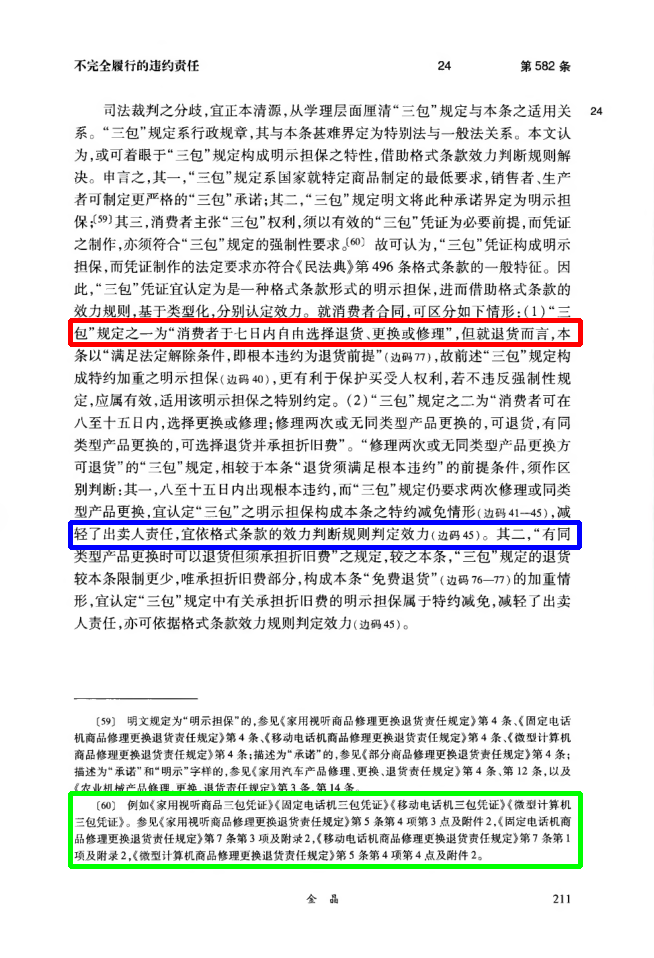 不完全履行的违约责任 24 第 582 条
司法裁判之分歧,宜正本清源,从学理层面厘清“三包”规定与本条之适用关 24
系。“三包”规定系行政规章,其与本条甚难界定为特别法与一般法关系。本文认
为,或可着眼于“三包”规定构成明示担保之特性,借助格式条款效力判断规则解
决。申言之,其一,“三包”规定系国家就特定商品制定的最低要求,销售者、生产
者可制定更严格的“三包”承诺;其二,“三包”规定明文将此种承诺界定为明示担
保;〔59〕其三,消费者主张“三包”权利,须以有效的“三包”凭证为必要前提,而凭证
之制作,亦须符合“三包”规定的强制性要求。〔60〕 故可认为,“三包”凭证构成明示
担保,而凭证制作的法定要求亦符合《民法典》第 496 条格式条款的一般特征。因
此,“三包”凭证宜认定为是一种格式条款形式的明示担保,进而借助格式条款的
效力规则,基于类型化,分别认定效力。就消费者合同,可区分如下情形:(1)“三
包”规定之一为“消费者于七日内自由选择退货、更换或修理”,但就退货而言,本
条以“满足法定解除条件,即根本违约为退货前提”(边码 77),故前述“三包”规定构
成特约加重之明示担保(边码 40),更有利于保护买受人权利,若不违反强制性规
定,应属有效,适用该明示担保之特别约定。(2)“三包”规定之二为“消费者可在
八至十五日内,选择更换或修理;修理两次或无同类型产品更换的,可退货,有同
类型产品更换的,可选择退货并承担折旧费”。“修理两次或无同类型产品更换方
可退货”的“三包”规定,相较于本条“退货须满足根本违约”的前提条件,须作区
别判断:其一,八至十五日内出现根本违约,而“三包”规定仍要求两次修理或同类
型产品更换,宜认定“三包”之明示担保构成本条之特约减免情形(边码 41—45),减
轻了出卖人责任,宜依格式条款的效力判断规则判定效力(边码 45)。其二,“有同
类型产品更换时可以退货但须承担折旧费”之规定,较之本条,“三包”规定的退货
较本条限制更少,唯承担折旧费部分,构成本条“免费退货”(边码 76—77)的加重情
形,宜认定“三包”规定中有关承担折旧费的明示担保属于特约减免,减轻了出卖
人责任,亦可依据格式条款效力规则判定效力(边码 45)。
〔59〕 明文规定为“明示担保”的,参见《家用视听商品修理更换退货责任规定》第 4 条、《固定电话
机商品修理更换退货责任规定》第 4 条、《移动电话机商品修理更换退货责任规定》第 4 条、《微型计算机
商品修理更换退货责任规定》第 4 条;描述为“承诺”的,参见《部分商品修理更换退货责任规定》第 4 条;
描述为“承诺”和“明示”字样的,参见《家用汽车产品修理、更换、退货责任规定》第 4 条、第 12 条,以及
《农业机械产品修理、更换、退货责任规定》第 3 条、第 14 条。
〔60〕 例如《家用视听商品三包凭证》《固定电话机三包凭证》《移动电话机三包凭证》《微型计算机
三包凭证》。参见《家用视听商品修理更换退货责任规定》第 5 条第 4 项第 3 点及附件 2,《固定电话机商
品修理更换退货责任规定》第 7 条第 3 项及附录 2,《移动电话机商品修理更换退货责任规定》第 7 条第 1
项及附录 2,《微型计算机商品修理更换退货责任规定》第 5 条第 4 项第 4 点及附件 2。
金 晶 211